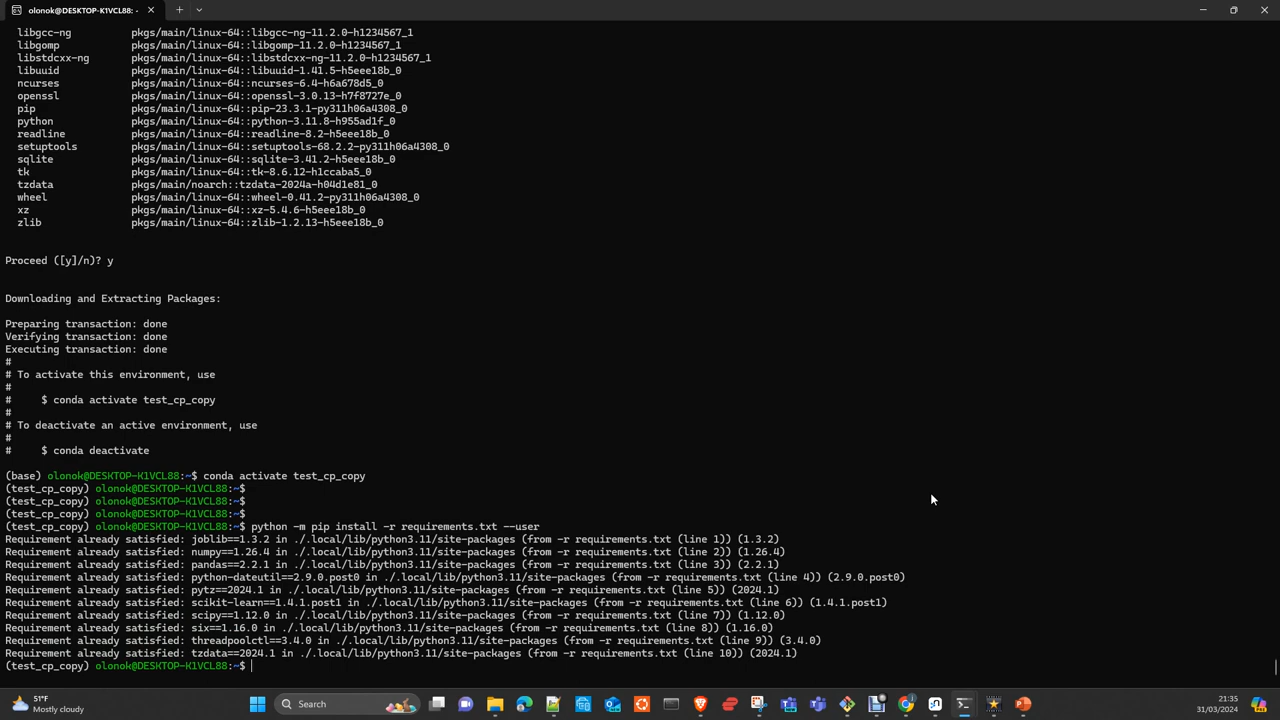 olonok@DESKTOP-K1VCL88: -
libgcc-ng pkgs/main/linux-64::libgcc-ng-11.2.0-h1234567_1
libgomp pkgs/main/linux-64::libgomp-11.2.0-h1234567_1
libstdcxx-ng pkgs/main/linux-64::libstdcxx-ng-11.2.0-h1234567_1
libuuid pkgs/main/linux-64::libuuid-1.41.5-h5eee18b_0
ncurses pkgs/main/linux-64::ncurses-6.4-h6a678d5_0
openssl pkgs/main/linux-64::openssl-3.0.13-h7f8727e_0
pip pkgs/main/linux-64::pip-23.3.1-py311h06a4308_0
python pkgs/main/linux-64::python-3.11.8-h955ad1f_0
readline pkgs/main/linux-64::readline-8.2-h5eee18b_0
setuptools pkgs/main/linux-64::setuptools-68.2.2-py311h06a4308_0
sqlite pkgs/main/linux-64::sqlite-3.41.2-h5eee18b_0
tk pkgs/main/linux-64::tk-8.6.12-h1ccaba5_0
tzdata pkgs/main/noarch::tzdata-2024a-h04d1e81_0
wheel pkgs/main/linux-64::wheel-0.41.2-py311h06a4308_0
xz pkgs/main/linux-64::xz-5.4.6-h5eee18b_0
zlib pkgs/main/linux-64::zlib-1.2.13-h5eee18b_0
Proceed ([y]/n)? y
Downloading and Extracting Packages:
Preparing transaction: done
Verifying transaction: done
Executing transaction: done
#
# To activate this environment, use
#
# $ conda activate test_cp_copy
#
# To deactivate an active environment, use
#
# $ conda deactivate
(base) olonok@DESKTOP-K1VCL88:~$ conda activate test_cp_copy
(test_cp_copy) olonok@DESKTOP-K1VCL88:~$
(test_cp_copy) olonok@DESKTOP-K1VCL88:~$
(test_cp_copy) olonok@DESKTOP-K1VCL88:~$
(test_cp_copy) olonok@DESKTOP-K1VCL88:~$ python -m pip install -r requirements.txt --user
Requirement already satisfied: joblib==1.3.2 in ./.local/lib/python3.11/site-packages (from -r requirements.txt (line 1)) (1.3.2)
Requirement already satisfied: numpy==1.26.4 in ./.local/lib/python3.11/site-packages (from -r requirements.txt (line 2)) (1.26.4)
Requirement already satisfied: pandas==2.2.1 in ./.local/lib/python3.11/site-packages (from -r requirements.txt (line 3)) (2.2.1)
Requirement already satisfied: python-dateutil==2.9.0.post0 in ./.local/lib/python3.11/site-packages (from -r requirements.txt (line 4)) (2.9.0.post0)
Requirement already satisfied: pytz==2024.1 in ./.local/lib/python3.11/site-packages (from -r requirements.txt (line 5)) (2024.1)
Requirement already satisfied: scikit-learn==1.4.1.post1 in ./.local/lib/python3.11/site-packages (from -r requirements.txt (line 6)) (1.4.1.post1)
Requirement already satisfied: scipy==1.12.0 in ./.local/lib/python3.11/site-packages (from -r requirements.txt (line 7)) (1.12.0)
Requirement already satisfied: six==1.16.0 in ./.local/lib/python3.11/site-packages (from -r requirements.txt (line 8)) (1.16.0)
Requirement already satisfied: threadpoolctl==3.4.0 in ./.local/lib/python3.11/site-packages (from -r requirements.txt (line 9)) (3.4.0)
Requirement already satisfied: tzdata==2024.1 in ./.local/lib/python3.11/site-packages (from -r requirements.txt (line 10)) (2024.1)
(test_cp_copy) olonok@DESKTOP-K1VCL88:~$
51°F
Mostly cloudy
Search
21:35
31/03/2024